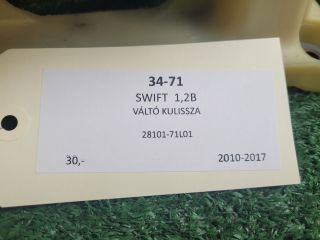 34-71
SWIFT 1,2B
VÁLTÓ KULISSZA
28101-71L01
30,- 2010-2017